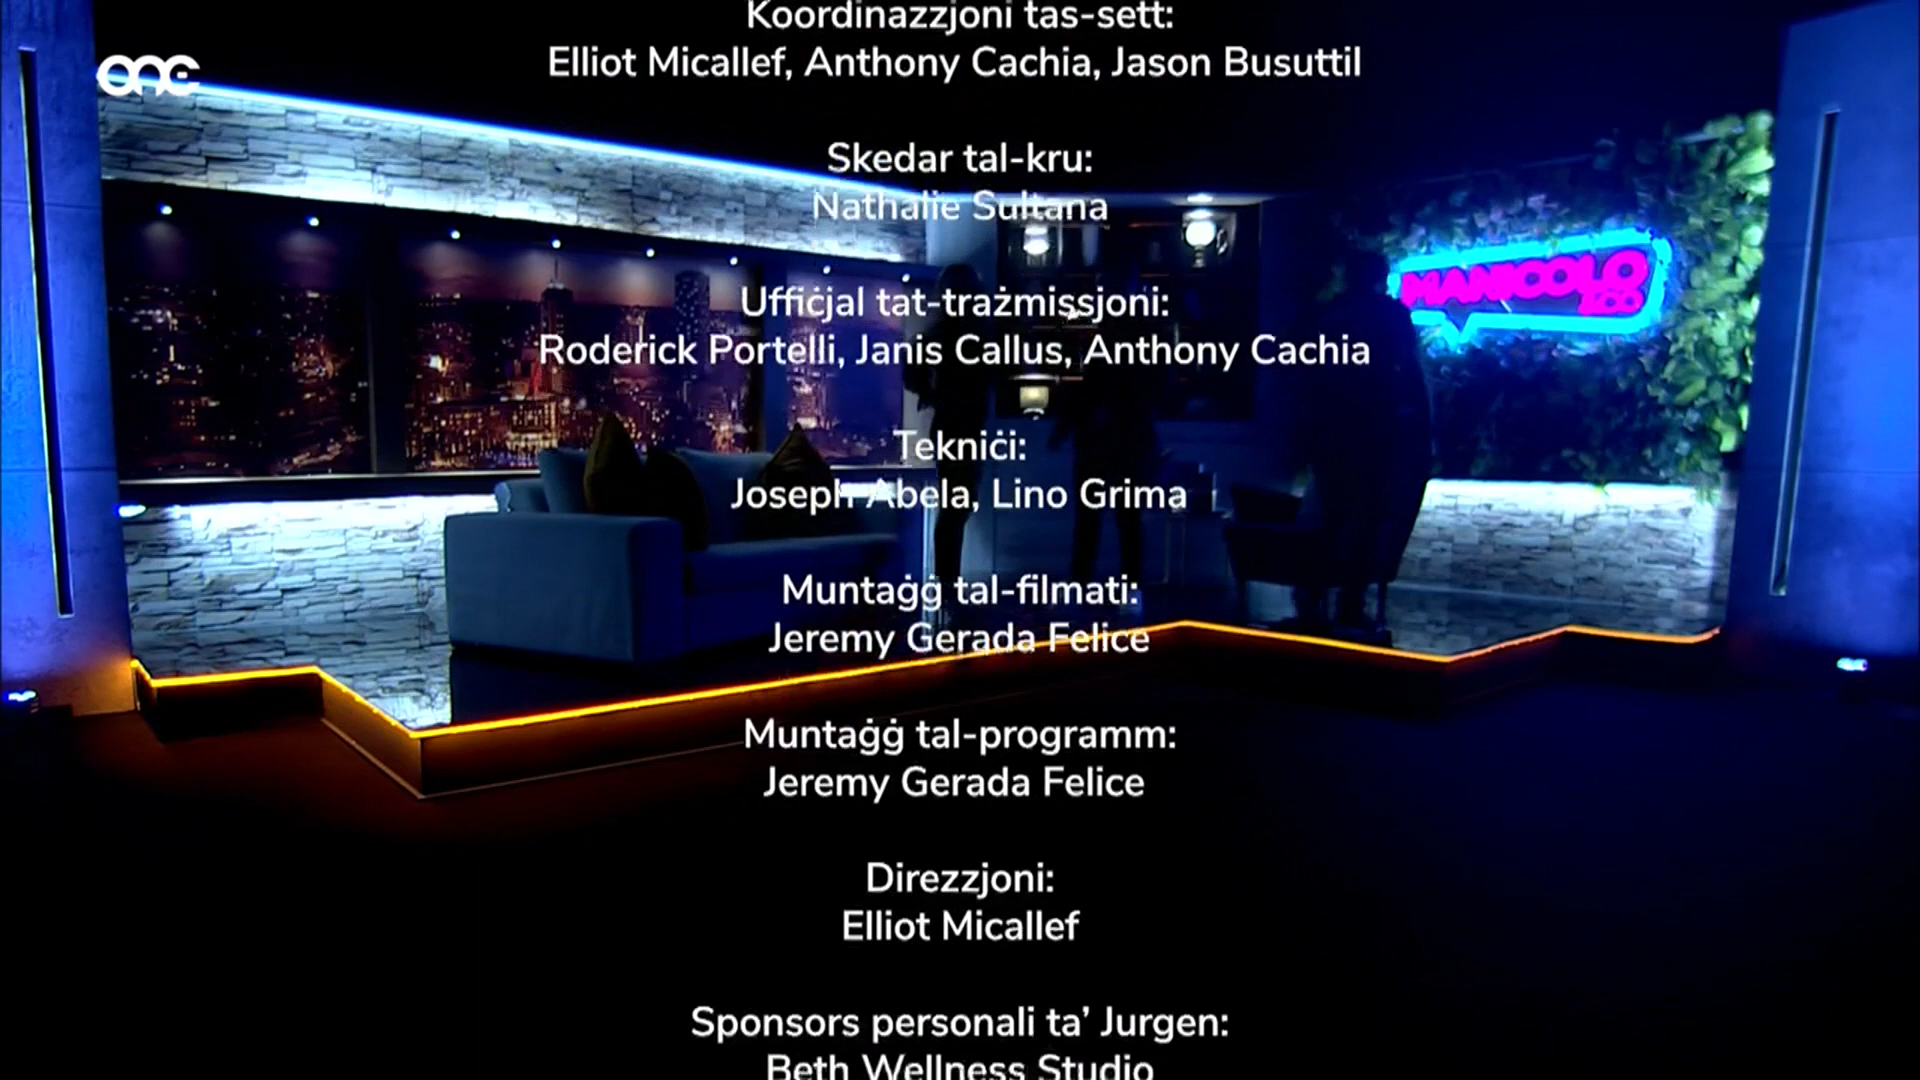 Koordinazzjoni tas-sett:
one
Elliot Micallef, Anthony Cachia, Jason Busuttil
Skedar tal-kru:
Nathalie Sultana
MANICOLO
Uffiċjal tat-trażmissjoni:
Roderick Portelli, Janis Callus, Anthony Cachia
Tekniċi:
Joseph Abela, Lino Grima
Muntaġġ tal-filmati:
Jeremy Gerada Felice
Muntaġġ tal-programm:
Jeremy Gerada Felice
Direzzjoni:
Elliot Micallef
Sponsors personali ta’ Jurgen:
Beth Wellness Studio